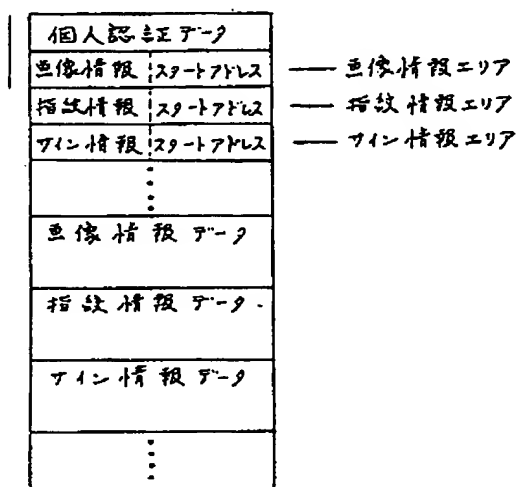 個人認証データ
画像情報 スタートアドレス — 画像情報エリア
指紋情報 スタートアドレス — 指紋情報エリア
サイン情報 スタートアドレス — サイン情報エリア
画像情報データ
指紋情報データ
サイン情報データ